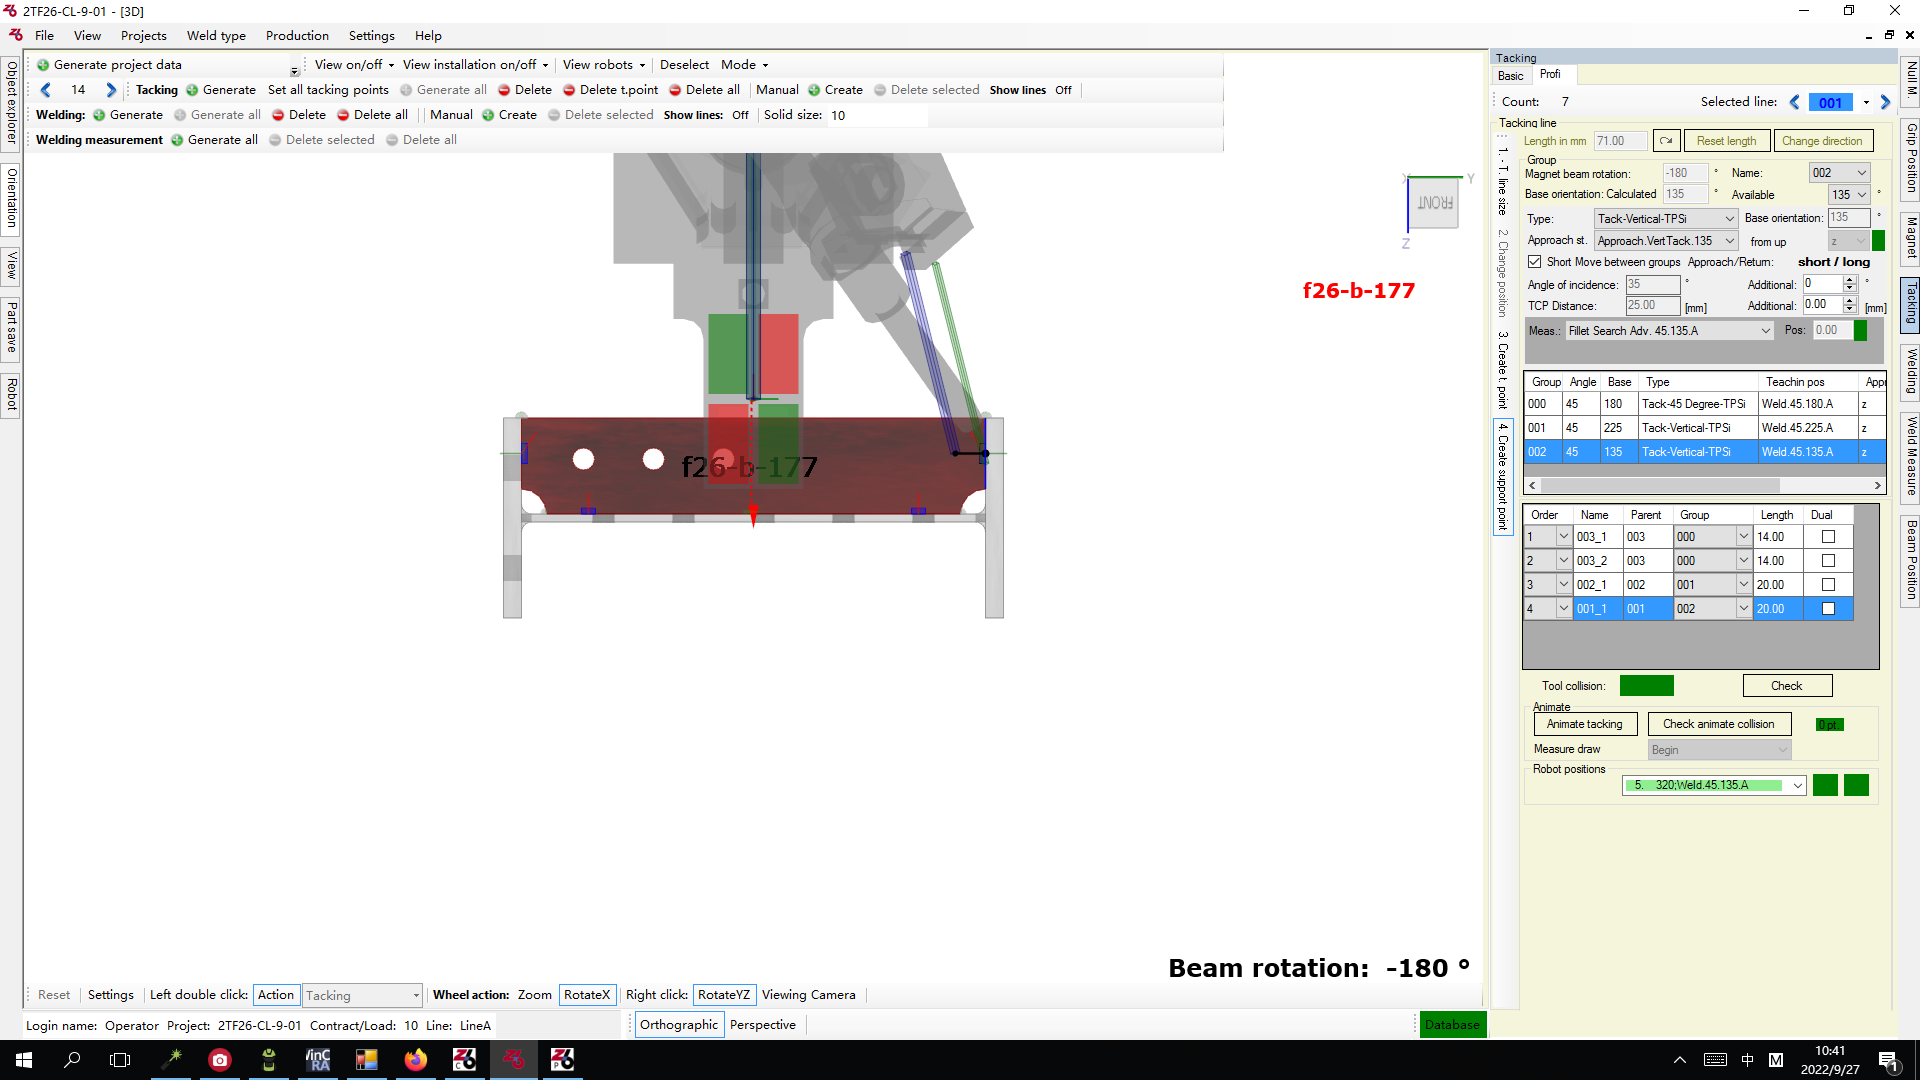 2TF26-CL-9-01 - [3D]
File View Projects Weld type Production Settings Help
Generate project data View on/off View installation on/off View robots Deselect Mode
14 Tacking Generate Set all tacking points Generate all Delete Delete t.point Delete all Manual Create Delete selected Show lines Off
Welding: Generate Generate all Delete Delete all Manual Create Delete selected Show lines: Off Solid size: 10
Welding measurement Generate all Delete selected Delete all
Object explorer
Orientation
View
Part save
Robot
X Y
FRONT
Z
f26-b-177
f26-b-177
Beam rotation: -180 °
Tacking
Basic Profi
Count: 7 Selected line: 001
Tacking line
1. - T. line size
2. Change position
3. Create t. point
4. Create support point
Length in mm 71.00 Reset length Change direction
Group
Magnet beam rotation: -180 ° Name: 002
Base orientation: Calculated 135 ° Available 135 °
Type: Tack-Vertical-TPSi Base orientation: 135 °
Approach st. Approach.VertTack.135 from up z
Short Move between groups Approach/Return: short / long
Angle of incidence: 35 ° Additional: 0 °
TCP Distance: 25.00 [mm] Additional: 0.00 [mm]
Meas.: Fillet Search Adv. 45.135.A Pos: 0.00
Group Angle Base Type Teachin pos Appr
000 45 180 Tack-45 Degree-TPSi Weld.45.180.A z
001 45 225 Tack-Vertical-TPSi Weld.45.225.A z
002 45 135 Tack-Vertical-TPSi Weld.45.135.A z
Order Name Parent Group Length Dual
1 003_1 003 000 14.00
2 003_2 003 000 14.00
3 002_1 002 001 20.00
4 001_1 001 002 20.00
Tool collision: Check
Animate
Animate tacking Check animate collision 0 pt.
Measure draw Begin
Robot positions
5. 320;Weld.45.135.A
Null M.
Grip Position
Magnet
Tacking
Welding
Weld Measure
Beam Position
Reset Settings Left double click: Action Tacking Wheel action: Zoom RotateX Right click: RotateYZ Viewing Camera
Login name: Operator Project: 2TF26-CL-9-01 Contract/Load: 10 Line: LineA Orthographic Perspective Database
中 M
10:41
2022/9/27
1